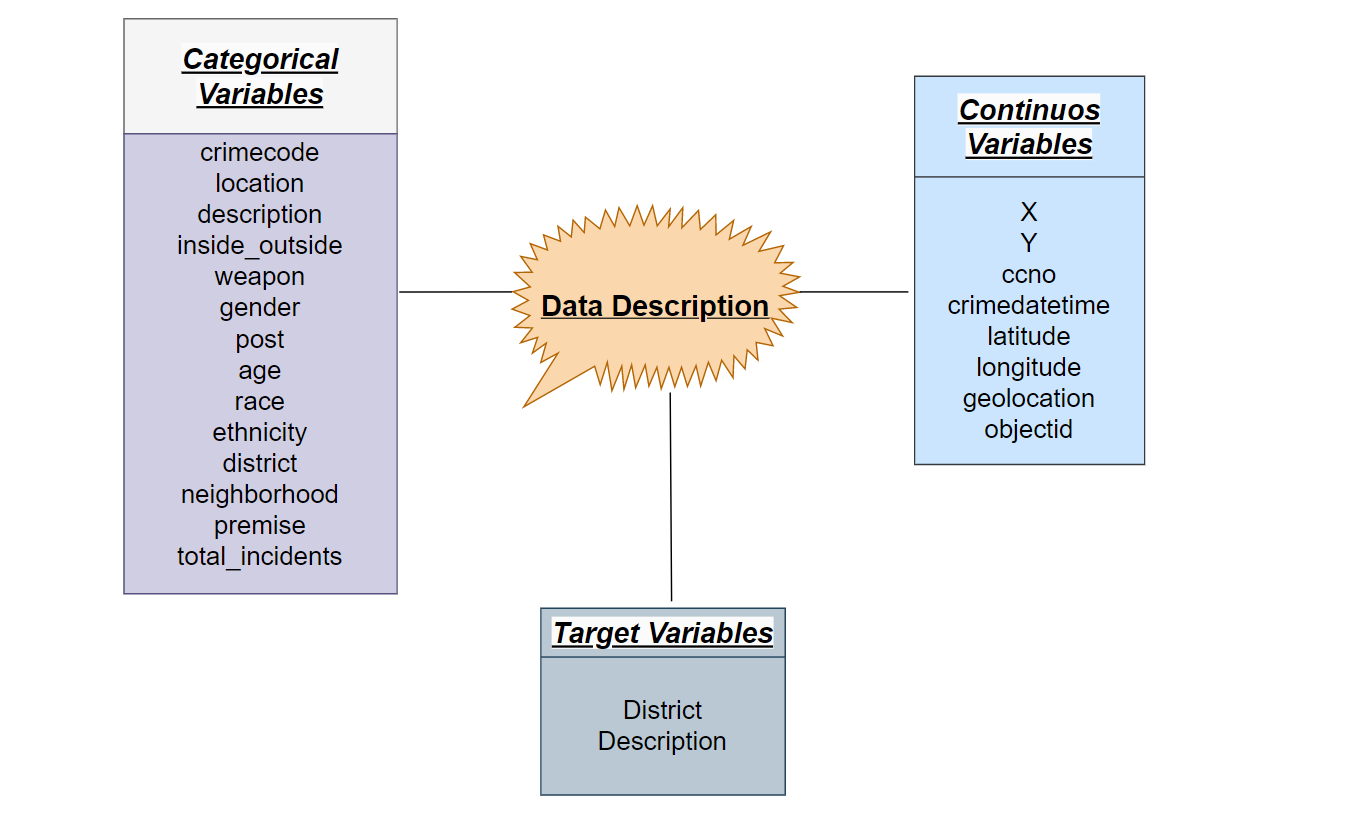 Categorical
Variables
crimecode
location
description
inside_outside
weapon
gender
post
age
race
ethnicity
district
neighborhood
premise
total_incidents
Data Description
Continuos
Variables
X
Y
ccno
crimedatetime
latitude
longitude
geolocation
objectid
Target Variables
District
Description